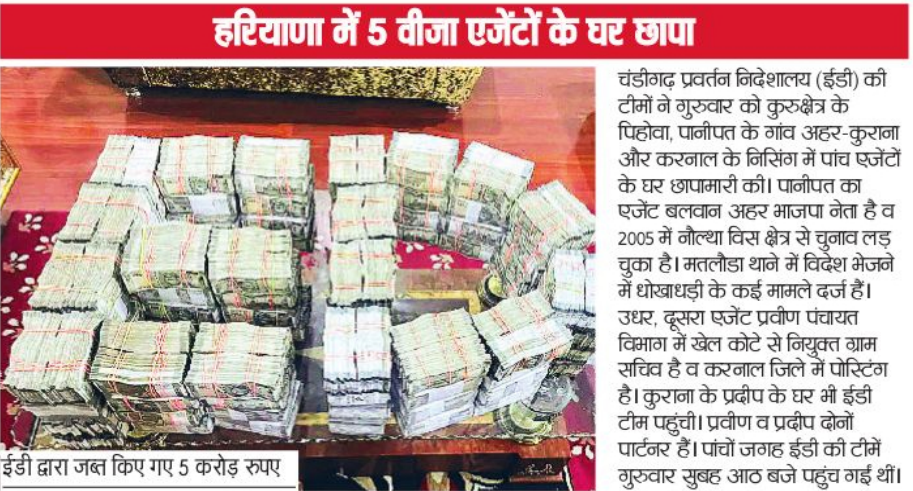 हरियाणा में 5 वीजा एजेंटों के घर छापा
चंडीगढ़ प्रवर्तन निदेशालय (ईडी) की
टीमों ने गुरुवार को कुरुक्षेत्र के
पिहोवा, पानीपत के गांव अहर-कुराना
और करनाल के निसिंग में पांच एजेंटों
के घर छापामारी की। पानीपत का
एजेंट बलवान अहर भाजपा नेता है व
2005 में नौल्था विस क्षेत्र से चुनाव लड़
चुका है। मतलौडा थाने में विदेश भेजने
में धोखाधड़ी के कई मामले दर्ज हैं।
उधर, दूसरा एजेंट प्रवीण पंचायत
विभाग में खेल कोटे से नियुक्त ग्राम
सचिव है व करनाल जिले में पोस्टिंग
है। कुराना के प्रदीप के घर भी ईडी
टीम पहुंची। प्रवीण व प्रदीप दोनों
पार्टनर हैं। पांचों जगह ईडी की टीमें
गुरुवार सुबह आठ बजे पहुंच गईं थीं।
ईडी द्वारा जब्त किए गए 5 करोड़ रुपए